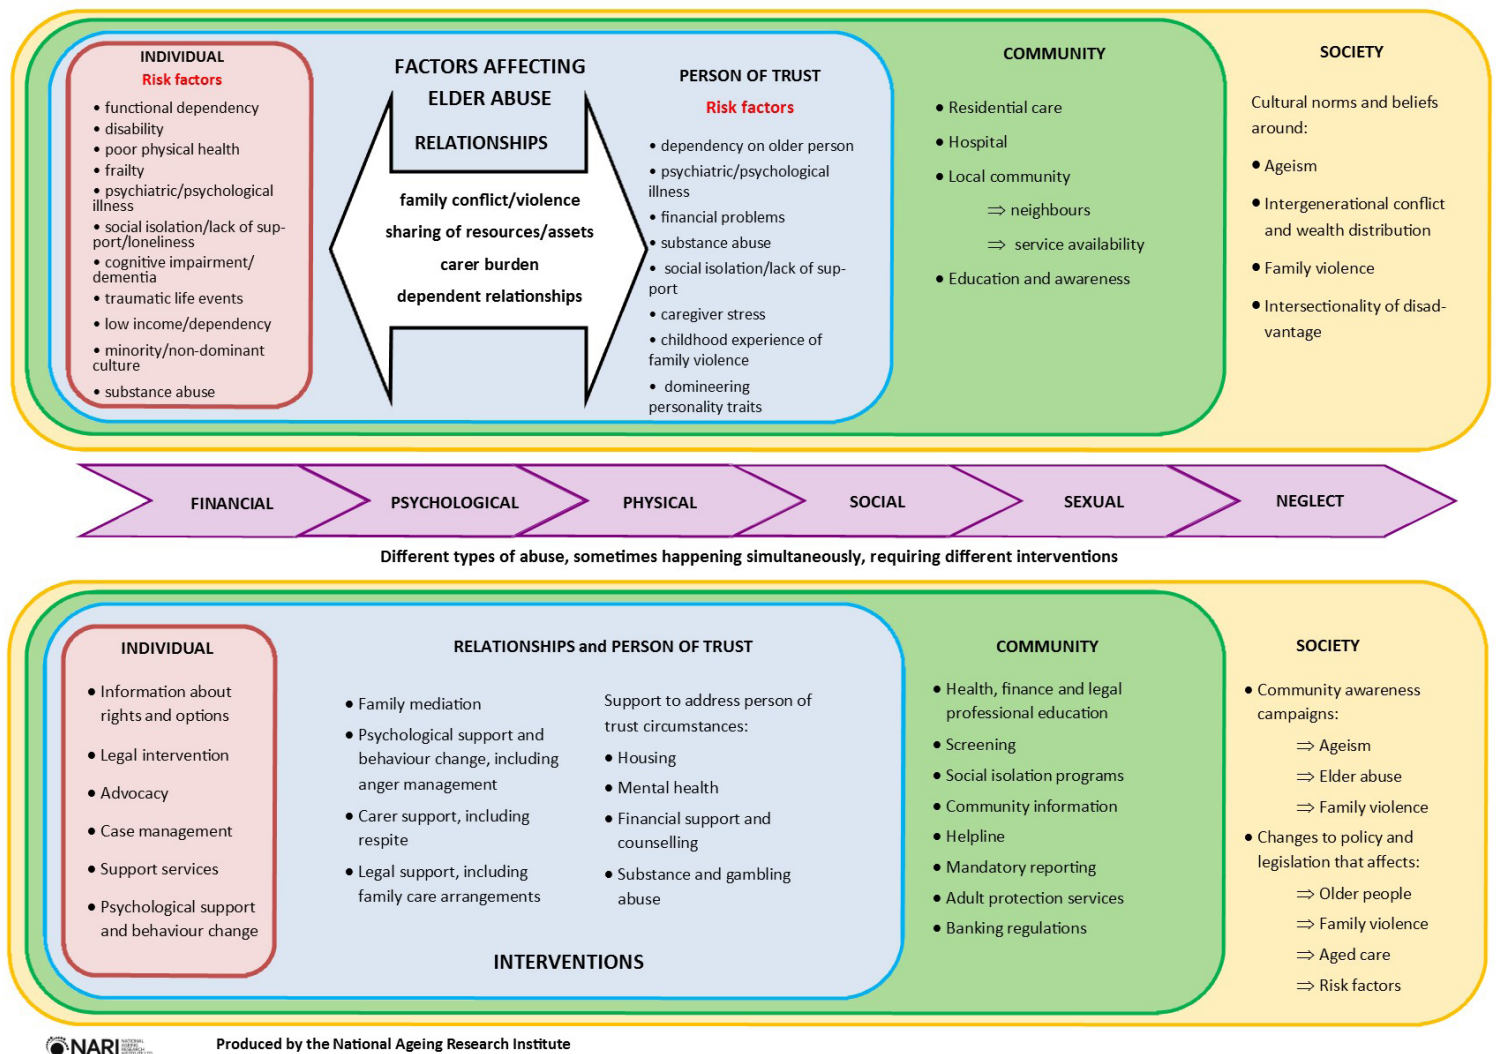 INDIVIDUAL
Risk factors
• functional dependency
• disability
• poor physical health
• frailty
• psychiatric/psychological
illness
• social isolation/lack of sup-
port/loneliness
• cognitive impairment/
dementia
• traumatic life events
• low income/dependency
• minority/non-dominant
culture
• substance abuse
FACTORS AFFECTING
ELDER ABUSE
RELATIONSHIPS
family conflict/violence
sharing of resources/assets
carer burden
dependent relationships
PERSON OF TRUST
Risk factors
• dependency on older person
• psychiatric/psychological
illness
• financial problems
• substance abuse
• social isolation/lack of sup-
port
• caregiver stress
• childhood experience of
family violence
• domineering
personality traits
COMMUNITY
● Residential care
● Hospital
● Local community
⇒ neighbours
⇒ service availability
● Education and awareness
SOCIETY
Cultural norms and beliefs
around:
● Ageism
● Intergenerational conflict
and wealth distribution
● Family violence
● Intersectionality of disad-
vantage
FINANCIAL
PSYCHOLOGICAL
PHYSICAL
SOCIAL
SEXUAL
NEGLECT
Different types of abuse, sometimes happening simultaneously, requiring different interventions
INDIVIDUAL
● Information about
rights and options
● Legal intervention
● Advocacy
● Case management
● Support services
● Psychological support
and behaviour change
RELATIONSHIPS and PERSON OF TRUST
● Family mediation
● Psychological support and
behaviour change, including
anger management
● Carer support, including
respite
● Legal support, including
family care arrangements
Support to address person of
trust circumstances:
● Housing
● Mental health
● Financial support and
counselling
● Substance and gambling
abuse
INTERVENTIONS
COMMUNITY
● Health, finance and legal
professional education
● Screening
● Social isolation programs
● Community information
● Helpline
● Mandatory reporting
● Adult protection services
● Banking regulations
SOCIETY
● Community awareness
campaigns:
⇒ Ageism
⇒ Elder abuse
⇒ Family violence
● Changes to policy and
legislation that affects:
⇒ Older people
⇒ Family violence
⇒ Aged care
⇒ Risk factors
NARI
NATIONAL
AGEING
RESEARCH
Produced by the National Ageing Research Institute